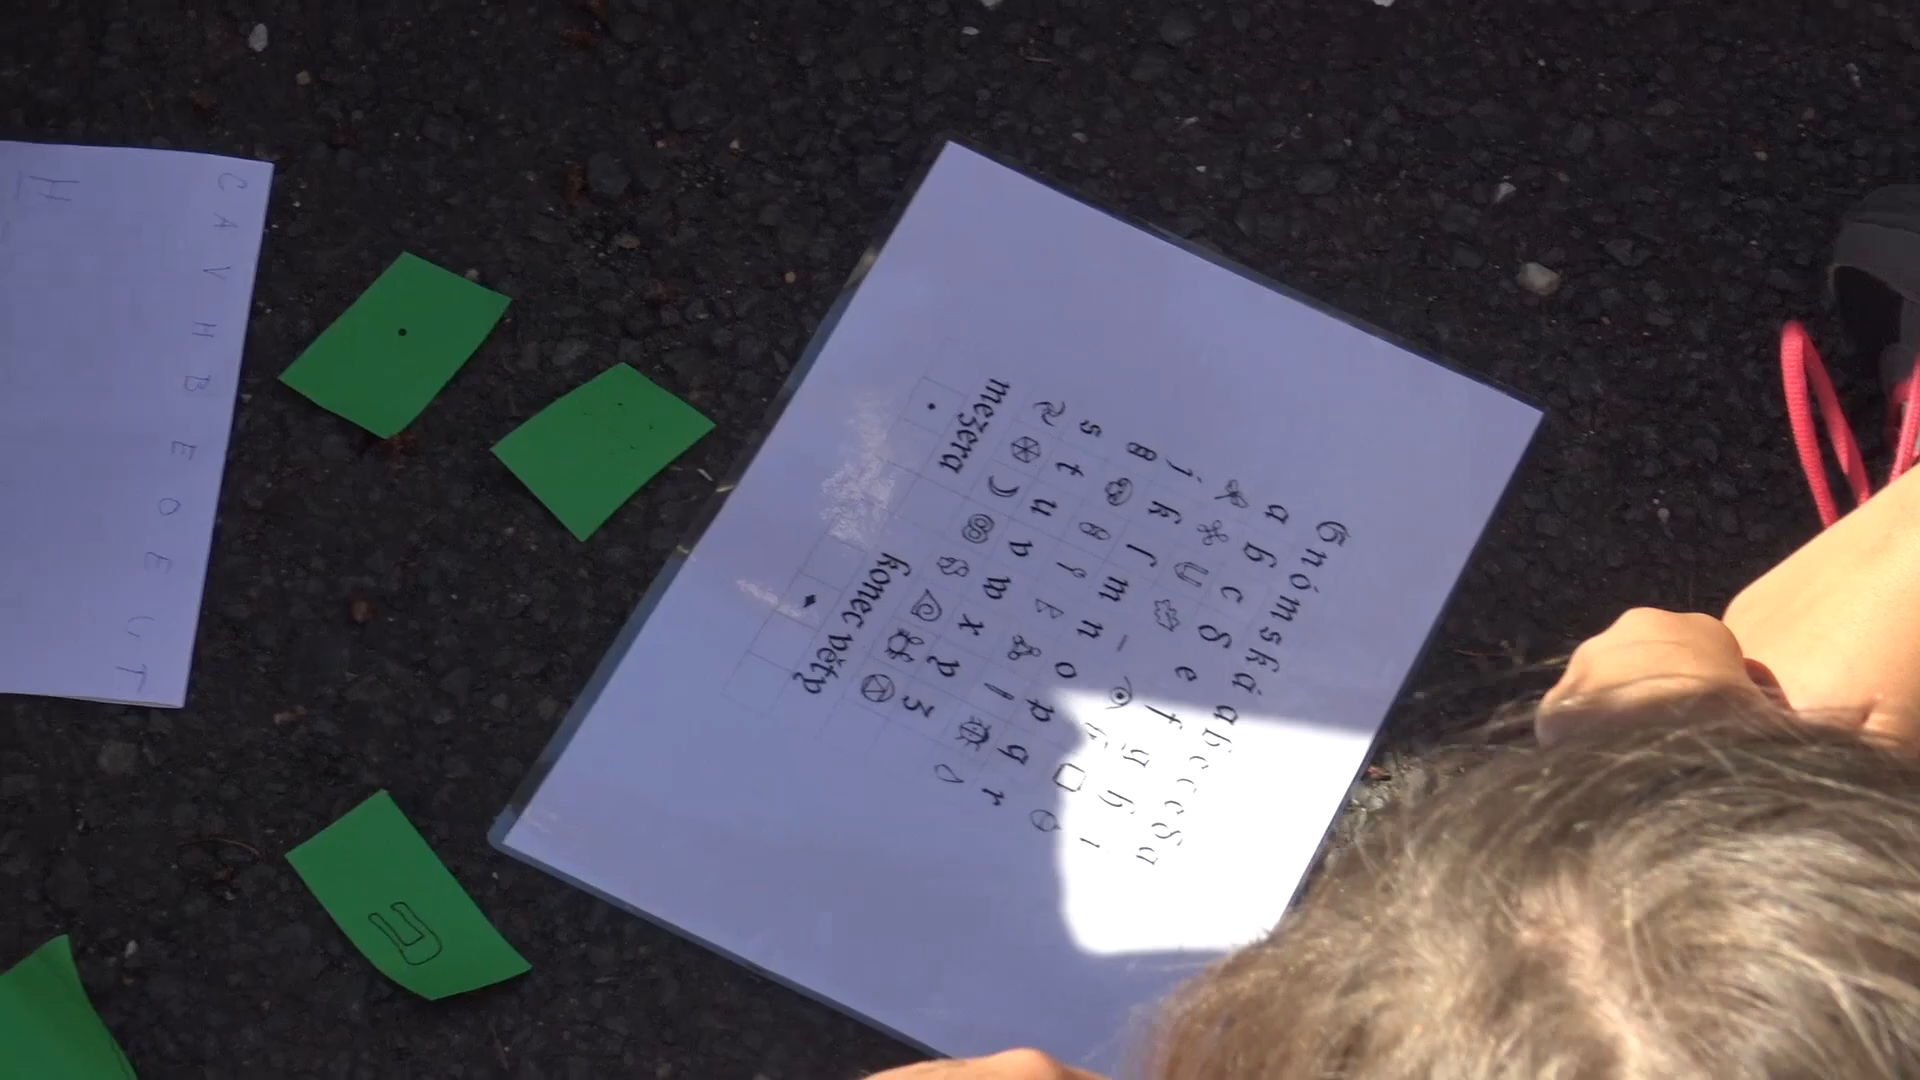 Gnómská abeceda
a b c d e f g h i
j k l m n o p q r
s t u v w x y z
mezera
konec věty
C A V H B E O E U T
H